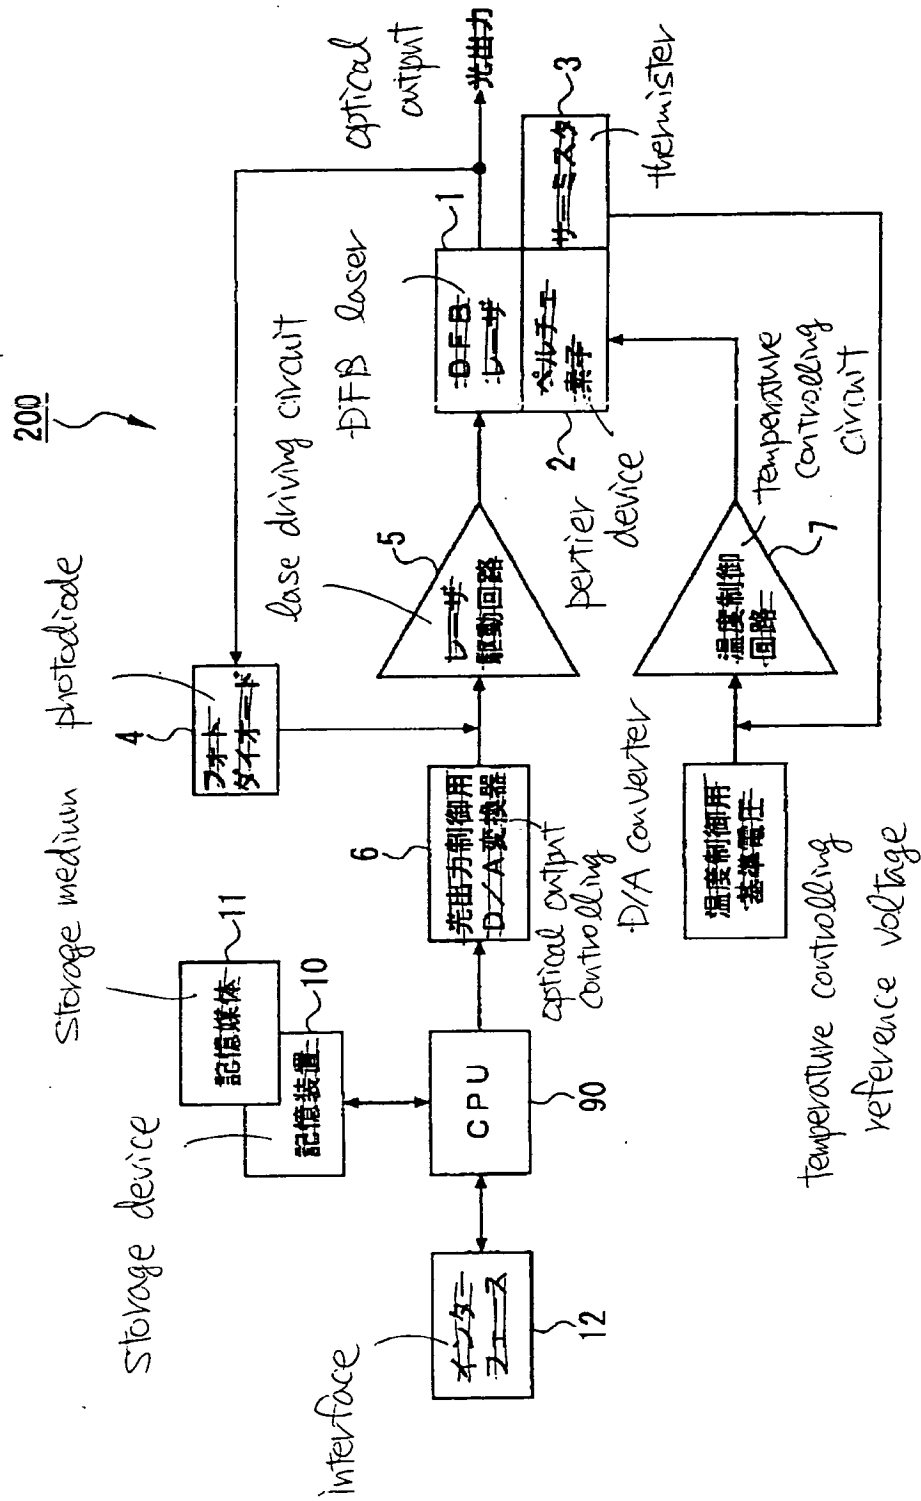 200
optical
output
光出力
photodiode
4
フォト
ダイオード
lase driving circuit
DFB laser
1
DFB
レーザ
サーミスタ
3
thermister
ペルチェ
素子
2
pertier
device
5
レーザ
駆動回路
Storage medium
11
記憶媒体
10
記憶装置
Storage device
6
光出力制御用
D/A変換器
optical output
controlling
D/A converter
CPU
90
インター
フェース
12
interface
温度制御
回路
7
temperature
controlling
circuit
温度制御用
基準電圧
temperature controlling
reference voltage